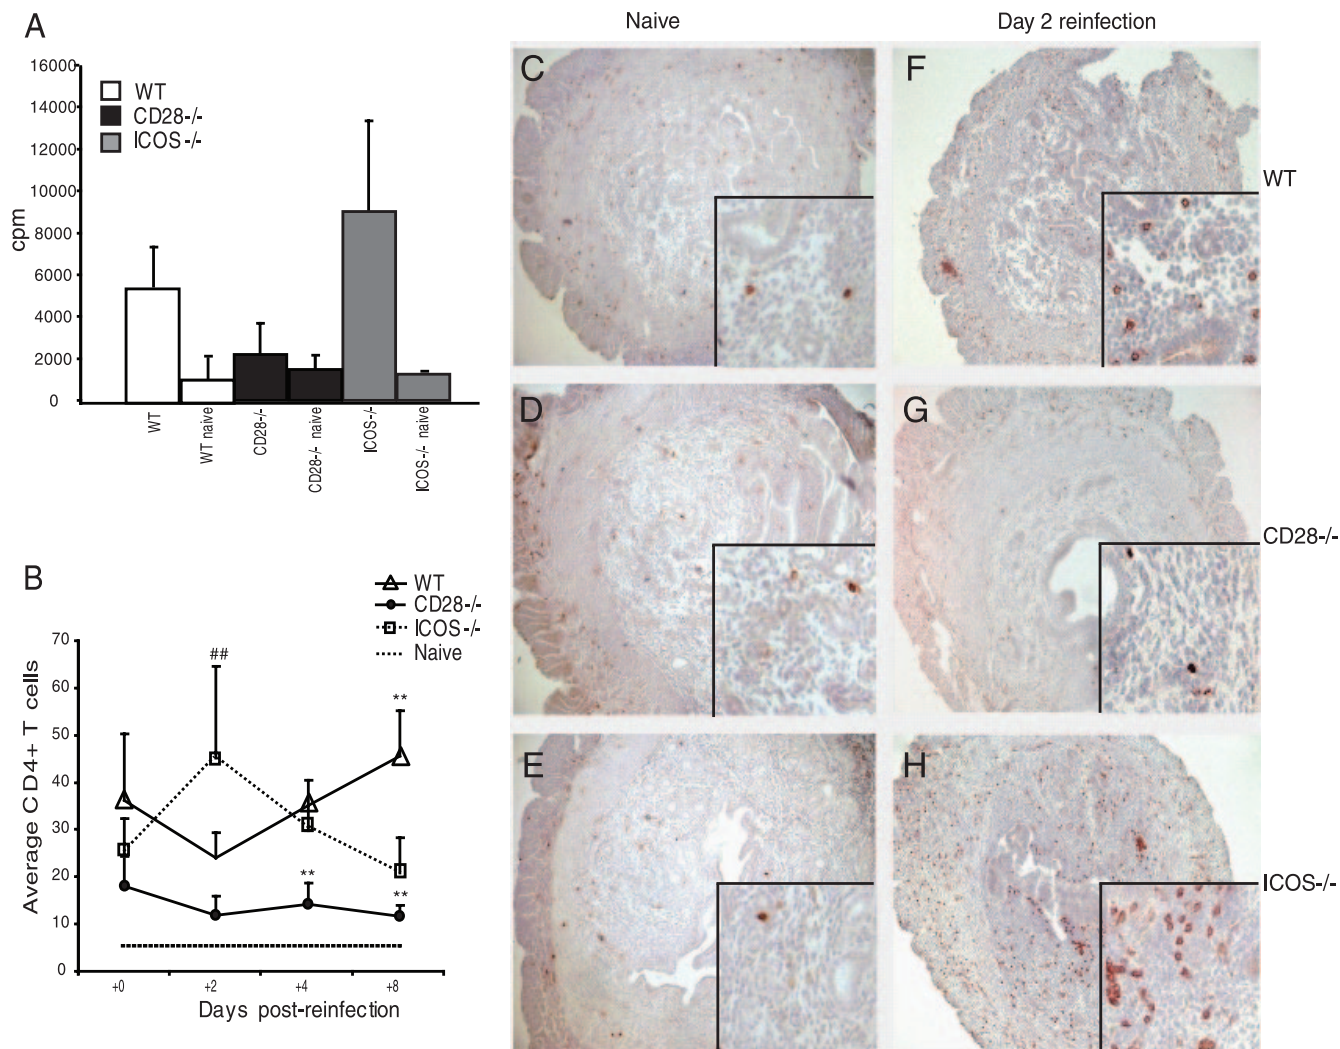 A
16000
14000
12000
10000
8000
6000
4000
2000
0
cpm
WT
CD28-/-
ICOS-/-
WT
WT naive
CD28-/-
CD28-/- naive
ICOS-/-
ICOS-/- naive
B
WT
CD28-/-
ICOS-/-
Naive
70
60
50
40
30
20
10
0
Average CD4+ T cells
##
**
**
**
+0
+2
+4
+8
Days post-reinfection
Naive
Day 2 reinfection
C
F
WT
D
G
CD28-/-
E
H
ICOS-/-